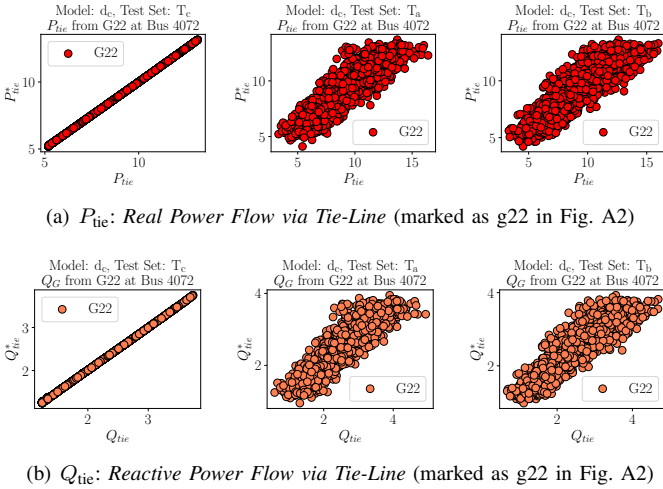 Model: d_c, Test Set: T_c
P_tie from G22 at Bus 4072
P*_tie
10
5
G22
5
10
P_tie
Model: d_c, Test Set: T_a
P_tie from G22 at Bus 4072
P*_tie
10
5
G22
5
10
15
P_tie
Model: d_c, Test Set: T_b
P_tie from G22 at Bus 4072
P*_tie
10
5
G22
5
10
15
P_tie
(a) P_tie: Real Power Flow via Tie-Line (marked as g22 in Fig. A2)
Model: d_c, Test Set: T_c
Q_G from G22 at Bus 4072
Q*_tie
3
2
G22
2
3
Q_tie
Model: d_c, Test Set: T_a
Q_G from G22 at Bus 4072
Q*_tie
4
2
G22
2
4
Q_tie
Model: d_c, Test Set: T_b
Q_G from G22 at Bus 4072
Q*_tie
4
2
G22
2
4
Q_tie
(b) Q_tie: Reactive Power Flow via Tie-Line (marked as g22 in Fig. A2)